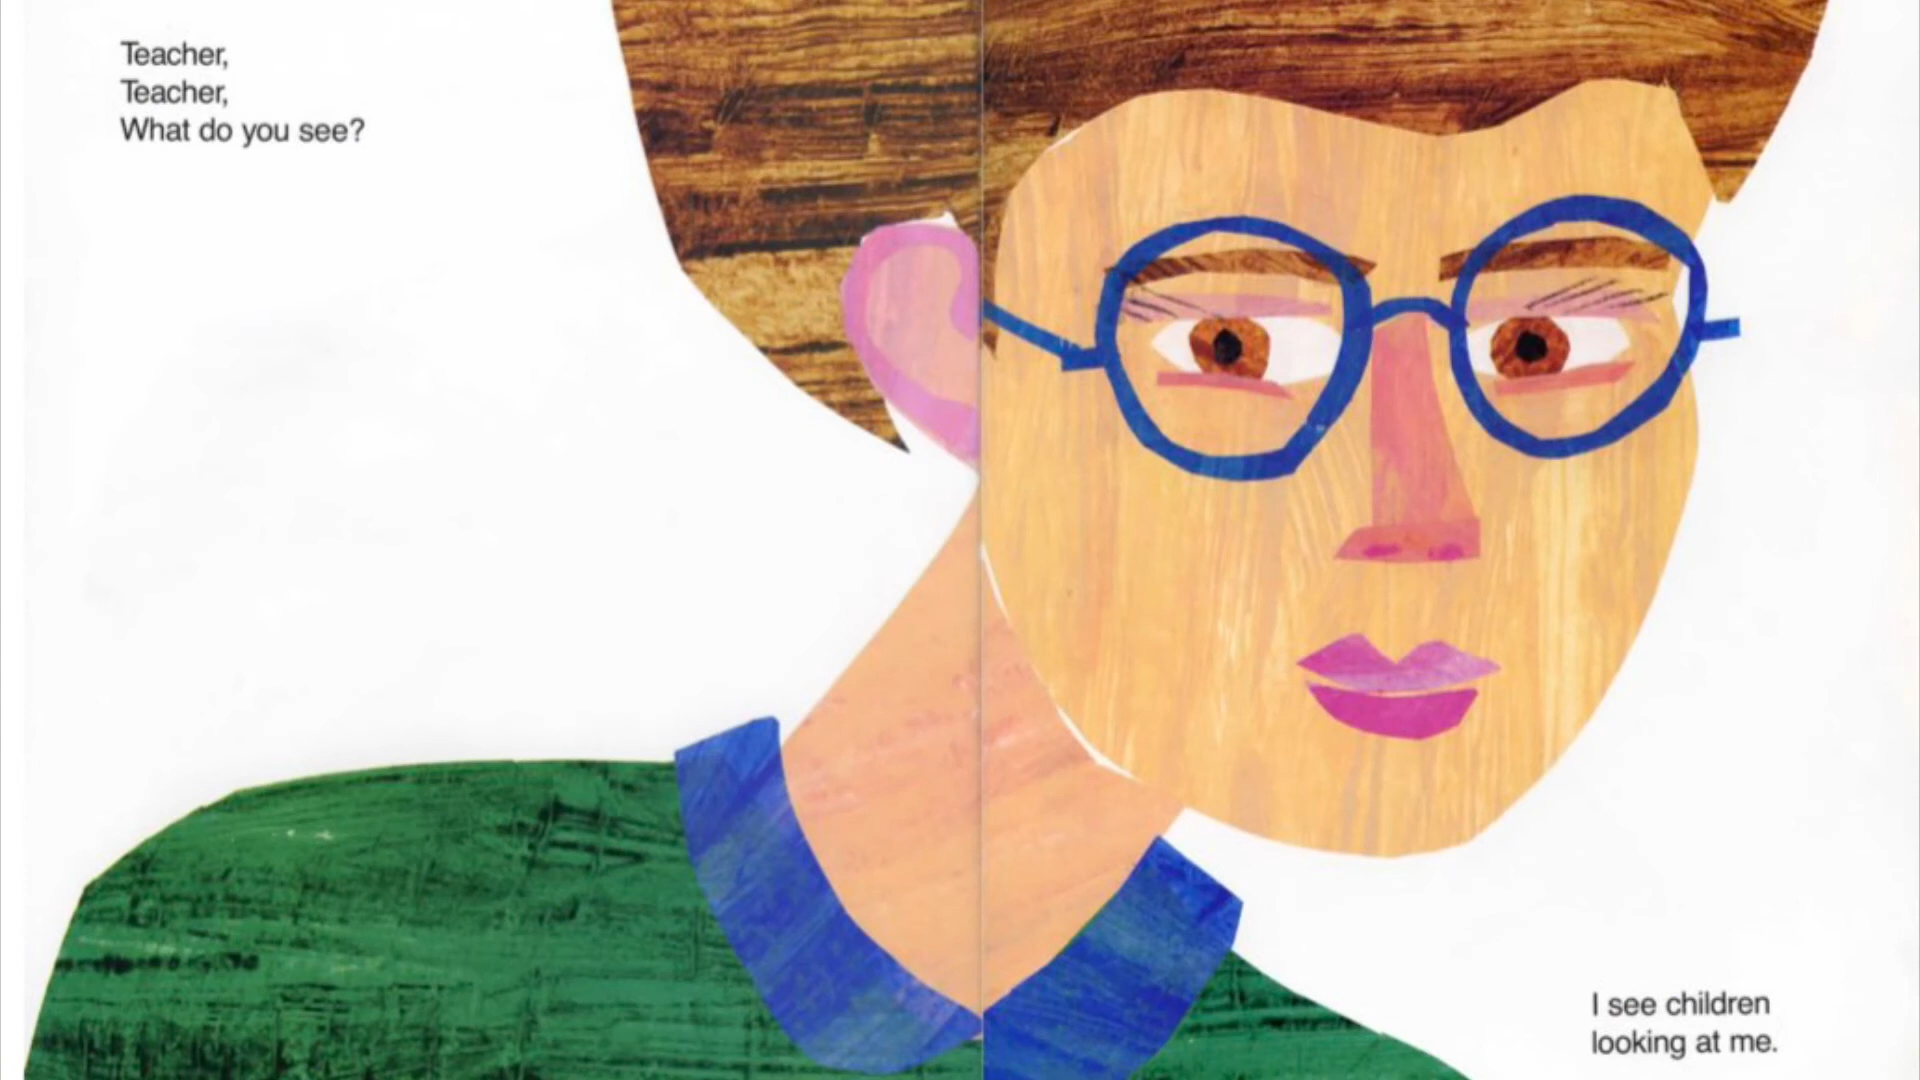 Teacher,
Teacher,
What do you see?
I see children
looking at me.